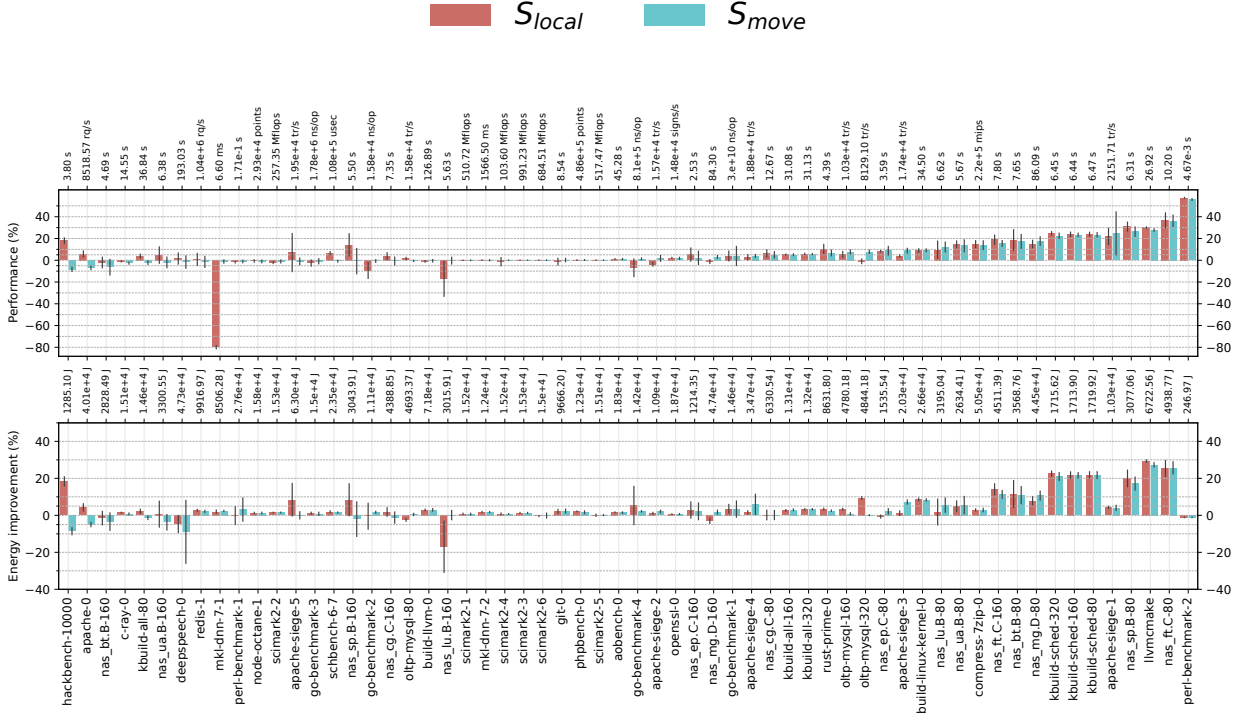 S_local
S_move
3.80 s
8518.57 rq/s
4.69 s
14.55 s
36.84 s
6.38 s
193.03 s
1.04e+6 rq/s
6.60 ms
1.71e-1 s
2.93e+4 points
257.35 Mflops
1.95e+4 tr/s
1.78e+6 ns/op
1.08e+5 usec
5.50 s
1.58e+4 ns/op
7.35 s
1.58e+4 tr/s
126.89 s
5.63 s
510.72 Mflops
1566.50 ms
103.60 Mflops
991.23 Mflops
684.51 Mflops
8.54 s
4.86e+5 points
517.47 Mflops
45.28 s
8.1e+5 ns/op
1.57e+4 tr/s
1.48e+4 signs/s
2.53 s
84.30 s
3.e+10 ns/op
1.88e+4 tr/s
12.67 s
31.08 s
31.13 s
4.39 s
1.03e+4 tr/s
8129.10 tr/s
3.59 s
1.74e+4 tr/s
34.50 s
6.62 s
5.67 s
2.2e+5 mips
7.80 s
7.65 s
86.09 s
6.45 s
6.44 s
6.47 s
2151.71 tr/s
6.31 s
26.92 s
10.20 s
4.67e-3 s
Performance (%)
40
20
0
−20
−40
−60
−80
40
20
0
−20
−40
−60
−80
1285.10 J
4.01e+4 J
2828.49 J
1.51e+4 J
1.46e+4 J
3300.55 J
4.73e+4 J
9916.97 J
8506.28 J
2.76e+4 J
1.58e+4 J
1.53e+4 J
6.30e+4 J
1.5e+4 J
2.35e+4 J
3043.91 J
1.11e+4 J
4388.85 J
4693.37 J
7.18e+4 J
3015.91 J
1.52e+4 J
1.24e+4 J
1.52e+4 J
1.53e+4 J
1.5e+4 J
9666.20 J
1.23e+4 J
1.51e+4 J
1.83e+4 J
1.42e+4 J
1.09e+4 J
1.87e+4 J
1214.35 J
4.74e+4 J
1.46e+4 J
3.47e+4 J
6330.54 J
1.31e+4 J
1.32e+4 J
8631.80 J
4780.18 J
4844.18 J
1535.54 J
2.03e+4 J
2.66e+4 J
3195.04 J
2634.41 J
5.05e+4 J
4511.39 J
3568.76 J
4.45e+4 J
1715.62 J
1713.90 J
1719.92 J
1.03e+4 J
3077.06 J
6722.56 J
4938.77 J
246.97 J
Energy improvement (%)
40
20
0
−20
−40
40
20
0
−20
−40
hackbench-10000
apache-0
nas_bt.B-160
c-ray-0
kbuild-all-80
nas_ua.B-160
deepspeech-0
redis-1
mkl-dnn-7-1
perl-benchmark-1
node-octane-1
scimark2-2
apache-siege-5
go-benchmark-3
schbench-6-7
nas_sp.B-160
go-benchmark-2
nas_cg.C-160
oltp-mysql-80
build-llvm-0
nas_lu.B-160
scimark2-1
mkl-dnn-7-2
scimark2-4
scimark2-3
scimark2-6
git-0
phpbench-0
scimark2-5
aobench-0
go-benchmark-4
apache-siege-2
openssl-0
nas_ep.C-160
nas_mg.D-160
go-benchmark-1
apache-siege-4
nas_cg.C-80
kbuild-all-160
kbuild-all-320
rust-prime-0
oltp-mysql-160
oltp-mysql-320
nas_ep.C-80
apache-siege-3
build-linux-kernel-0
nas_lu.B-80
nas_ua.B-80
compress-7zip-0
nas_ft.C-160
nas_bt.B-80
nas_mg.D-80
kbuild-sched-320
kbuild-sched-160
kbuild-sched-80
apache-siege-1
nas_sp.B-80
llvmcmake
nas_ft.C-80
perl-benchmark-2